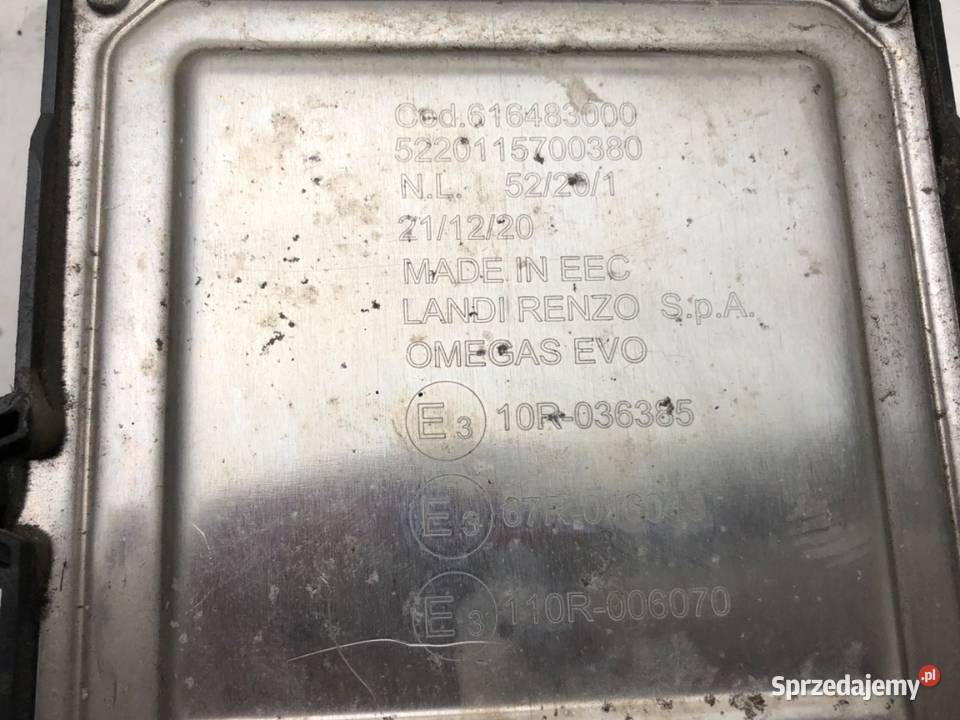 Cod.616483000
5220115700380
N.L. 52/20/1
21/12/20
MADE IN EEC
LANDI RENZO S.p.A.
OMEGAS EVO
E3 10R-036385
E3
E3 110R-006070
Sprzedajemy.pl